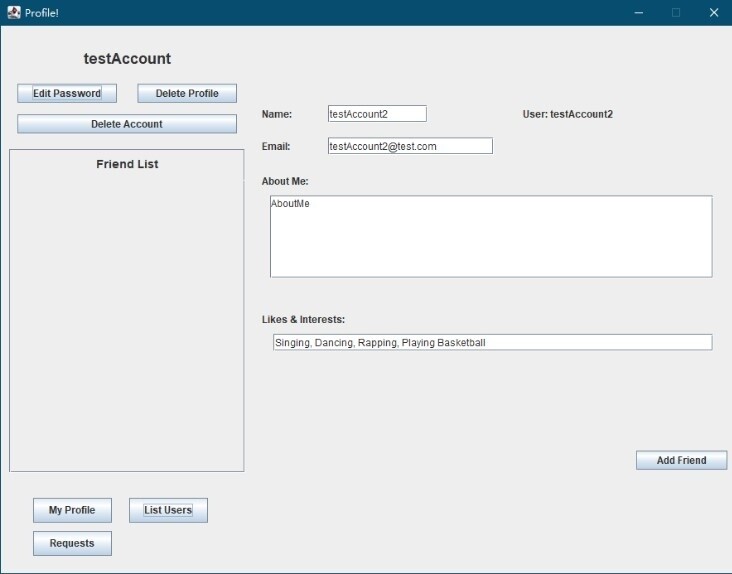 Profile!
testAccount
Edit Password
Delete Profile
Delete Account
Friend List
Name:
testAccount2
User: testAccount2
Email:
testAccount2@test.com
About Me:
AboutMe
Likes & Interests:
Singing, Dancing, Rapping, Playing Basketball
Add Friend
My Profile
List Users
Requests